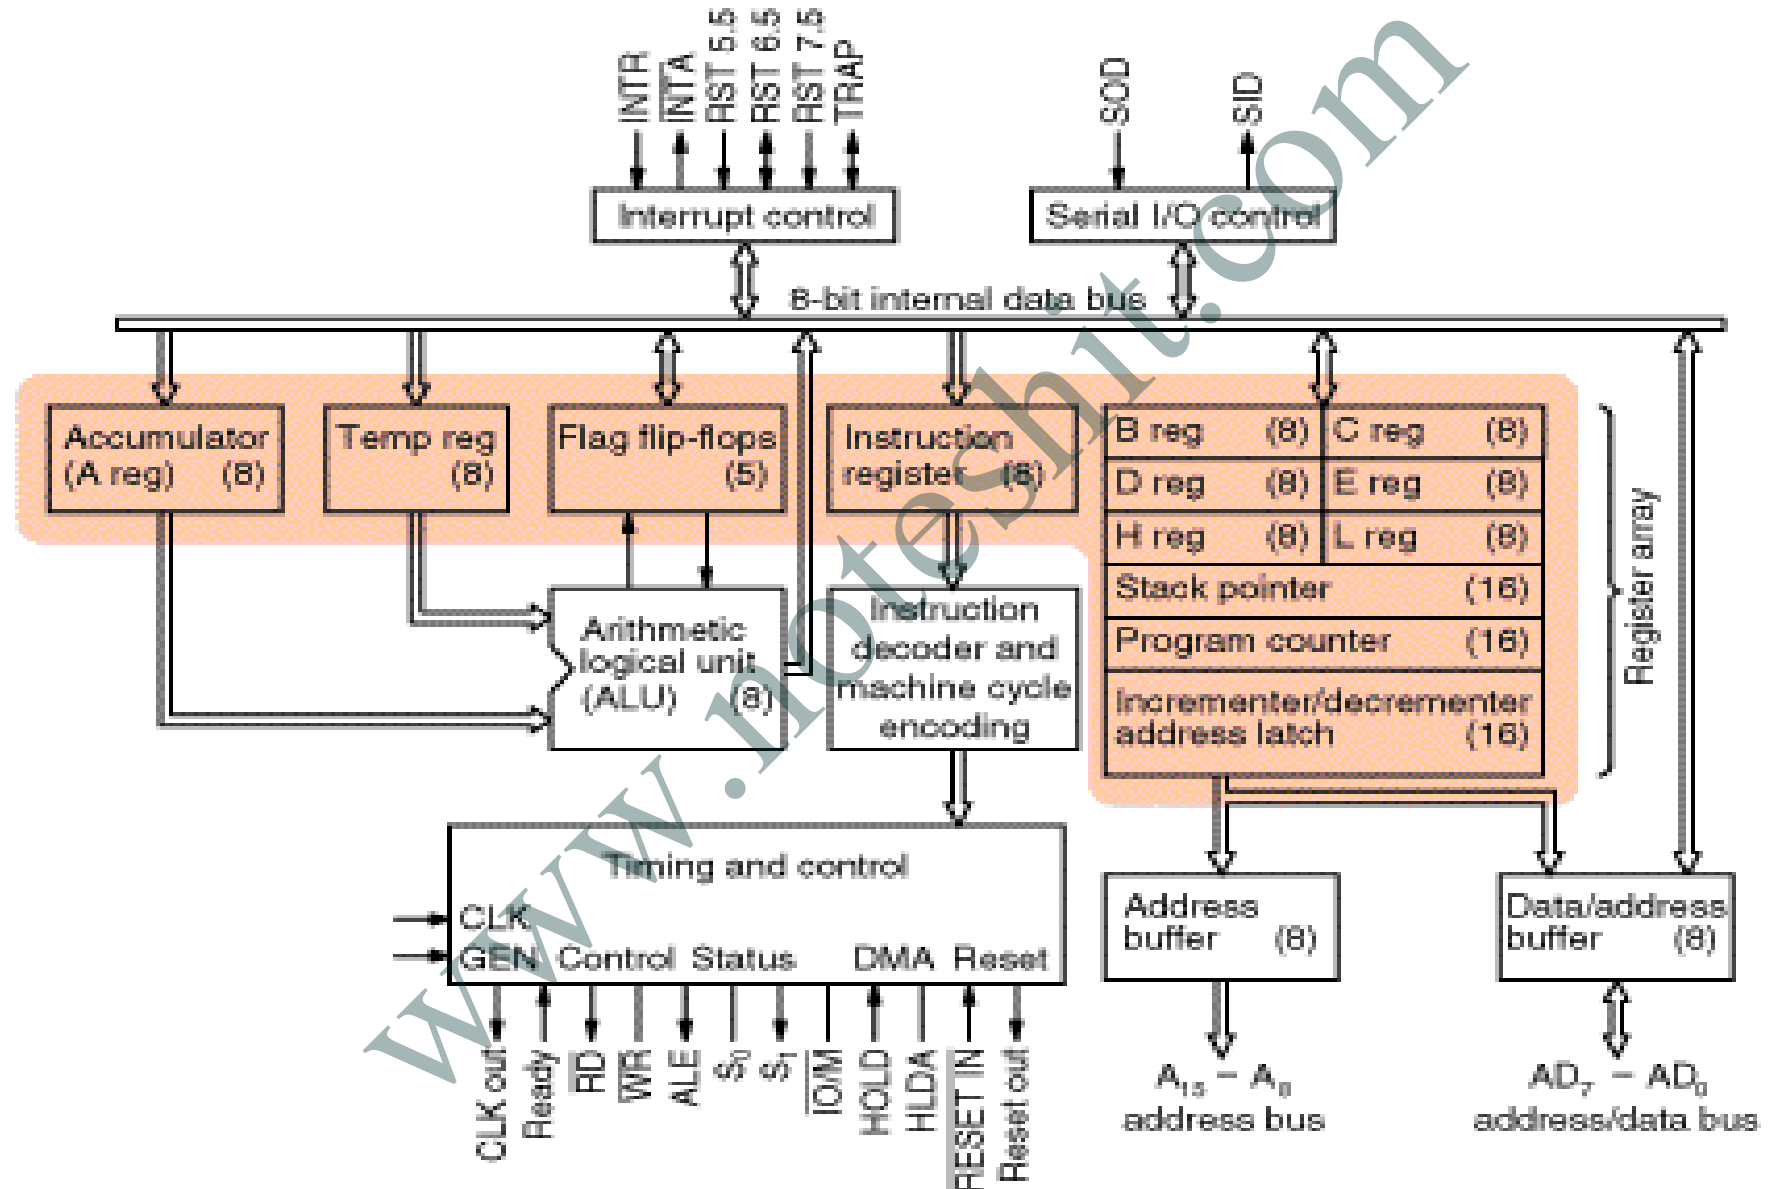 INTR
INTA
RST 5.5
RST 6.5
RST 7.5
TRAP
SOD
SID
Interrupt control
Serial I/O control
8-bit internal data bus
Accumulator
(A reg) (8)
Temp reg
(8)
Flag flip-flops
(5)
Instruction
register (8)
B reg (8) C reg (8)
D reg (8) E reg (8)
H reg (8) L reg (8)
Stack pointer (16)
Program counter (16)
Incrementer/decrementer
address latch (16)
Register array
Arithmetic
logical unit
(ALU) (8)
Instruction
decoder and
machine cycle
encoding
Timing and control
CLK
GEN Control Status DMA Reset
CLK out
Ready
RD
WR
ALE
S0
S1
IO/M
HOLD
HLDA
RESET IN
Reset out
Address
buffer (8)
Data/address
buffer (8)
A15 – A8
address bus
AD7 – AD0
address/data bus
www.noteshit.com